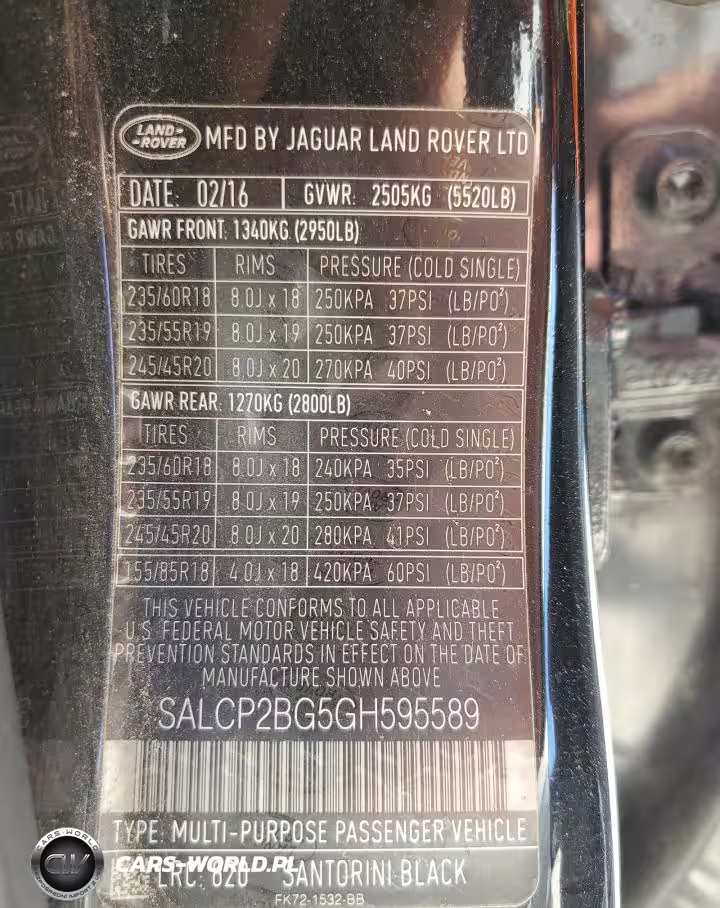 LAND-
-ROVER
MFD BY JAGUAR LAND ROVER LTD
DATE: 02/16 GVWR: 2505KG (5520LB)
GAWR FRONT: 1340KG (2950LB)
TIRES RIMS PRESSURE (COLD SINGLE)
235/60R18 8.0J x 18 250KPA 37PSI (LB/PO²)
235/55R19 8.0J x 19 250KPA 37PSI (LB/PO²)
245/45R20 8.0J x 20 270KPA 40PSI (LB/PO²)
GAWR REAR: 1270KG (2800LB)
TIRES RIMS PRESSURE (COLD SINGLE)
235/60R18 8.0J x 18 240KPA 35PSI (LB/PO²)
235/55R19 8.0J x 19 250KPA 37PSI (LB/PO²)
245/45R20 8.0J x 20 280KPA 41PSI (LB/PO²)
155/85R18 4.0J x 18 420KPA 60PSI (LB/PO²)
THIS VEHICLE CONFORMS TO ALL APPLICABLE
U.S. FEDERAL MOTOR VEHICLE SAFETY AND THEFT
PREVENTION STANDARDS IN EFFECT ON THE DATE OF
MANUFACTURE SHOWN ABOVE
SALCP2BG5GH595589
TYPE: MULTI-PURPOSE PASSENGER VEHICLE
LRC: 820 SANTORINI BLACK
FK72-1532-BB
CARS-WORLD
CW
CARS-WORLD.PL